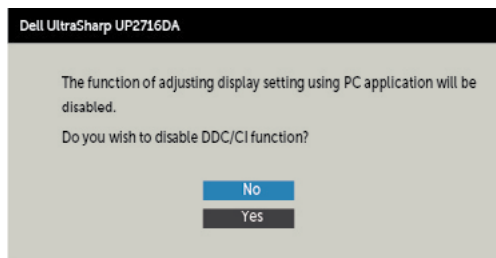 Dell UltraSharp UP2716DA
The function of adjusting display setting using PC application will be
disabled.
Do you wish to disable DDC/CI function?
No
Yes